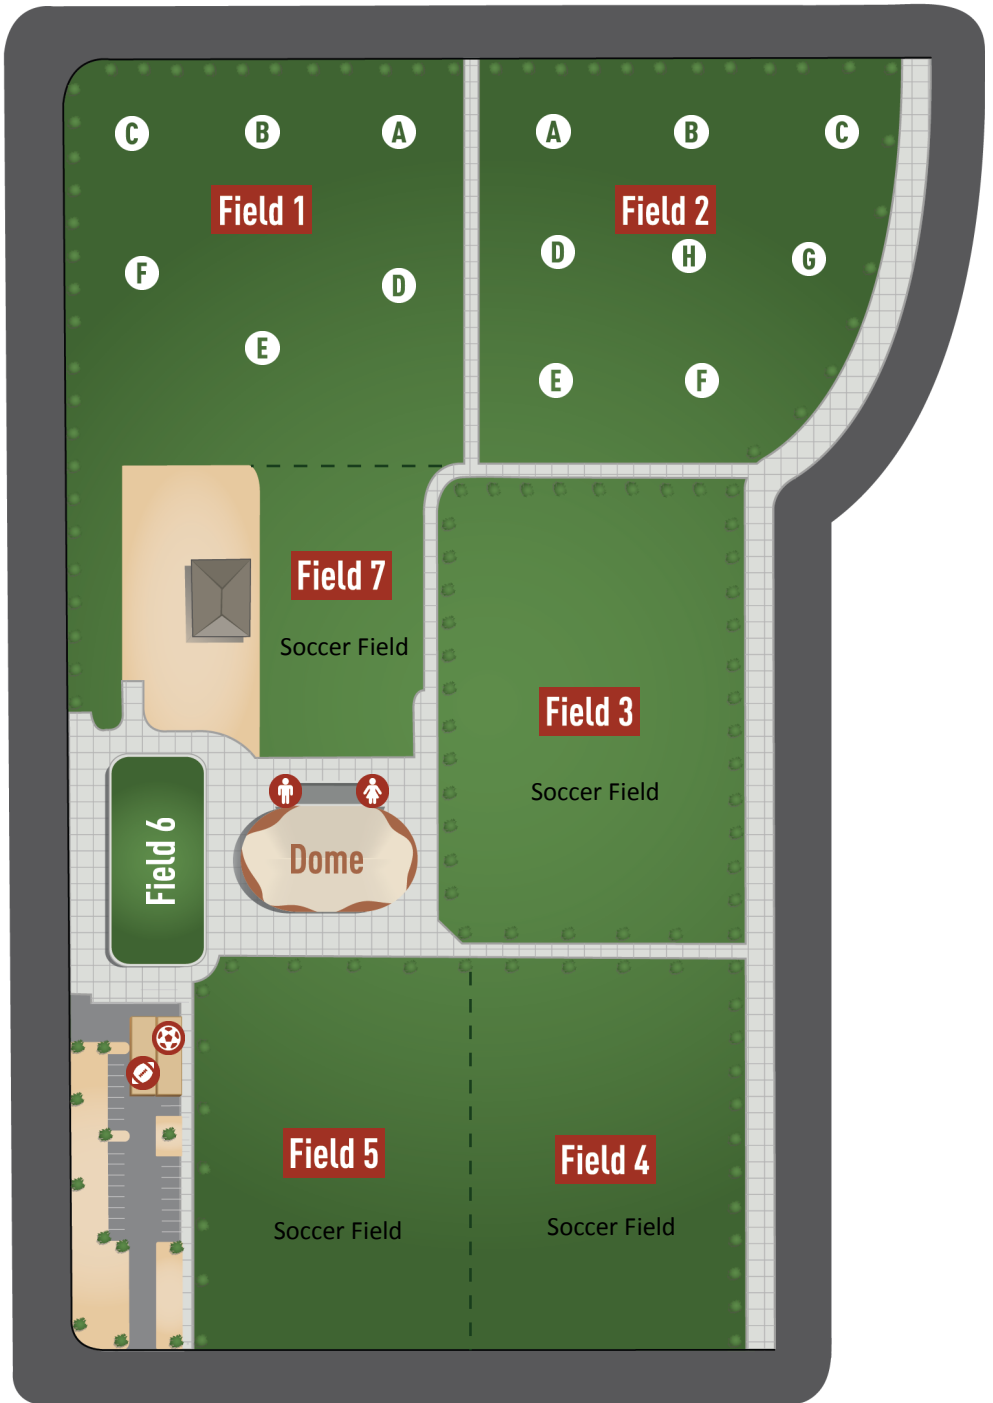 C B A
A B C
Field 1
Field 2
D H G
F
D
E
E F
Field 7
Soccer Field
Field 3
Soccer Field
Field 6
Dome
Field 5
Soccer Field
Field 4
Soccer Field